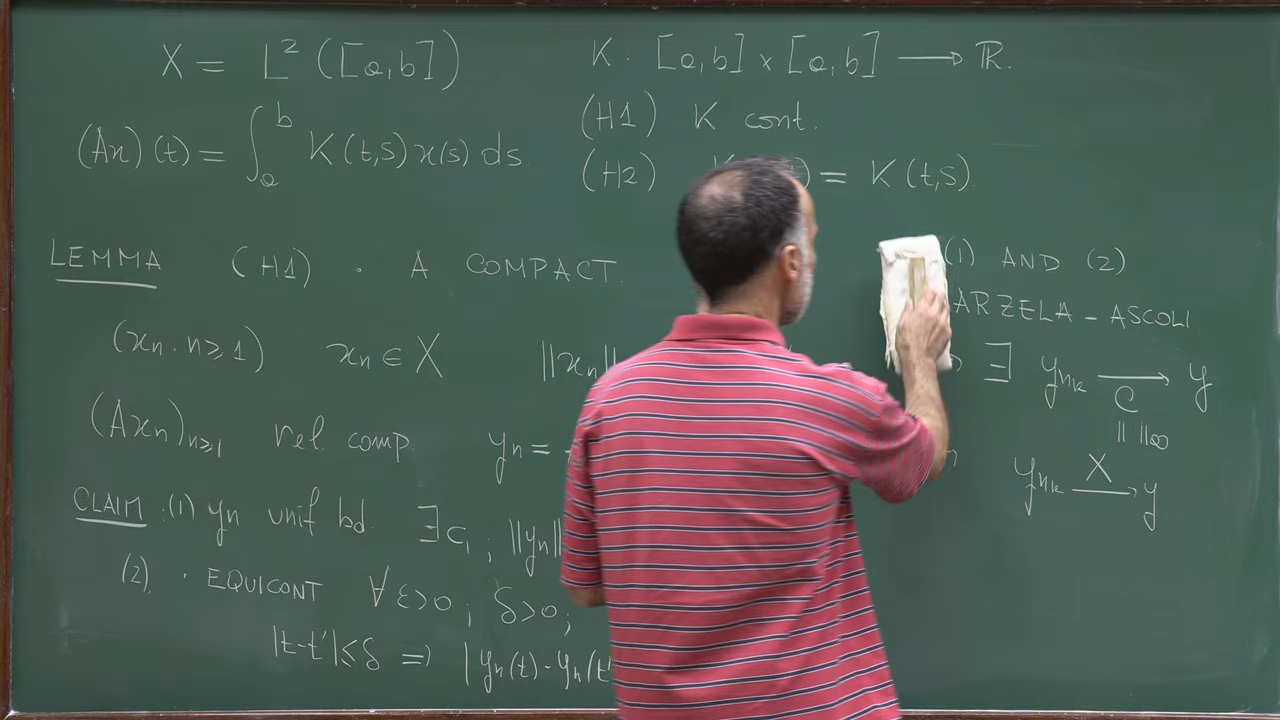 X = L² ([a,b])
(Ax)(t) = ∫ₐᵇ K(t,s) x(s) ds
K : [a,b] × [a,b] → ℝ.
(H1) K cont.
(H2) K = K(t,s).
LEMMA (H1) . A COMPACT.
(xₙ . n ≥ 1) xₙ ∈ X ||xₙ||
(Axₙ)ₙ≥₁ rel comp. yₙ =
CLAIM : (1) yₙ unif bd. ∃ c₁ ; ||yₙ||
(2). . EQUICONT ∀ ε>0 ; δ>0 ;
|t-t'| ≤ δ ⇒ |yₙ(t) - yₙ(t'
(1) AND (2)
ARZELA - ASCOLI
∃ yₙₖ → y
C
|| ||∞
yₙₖ → y
X